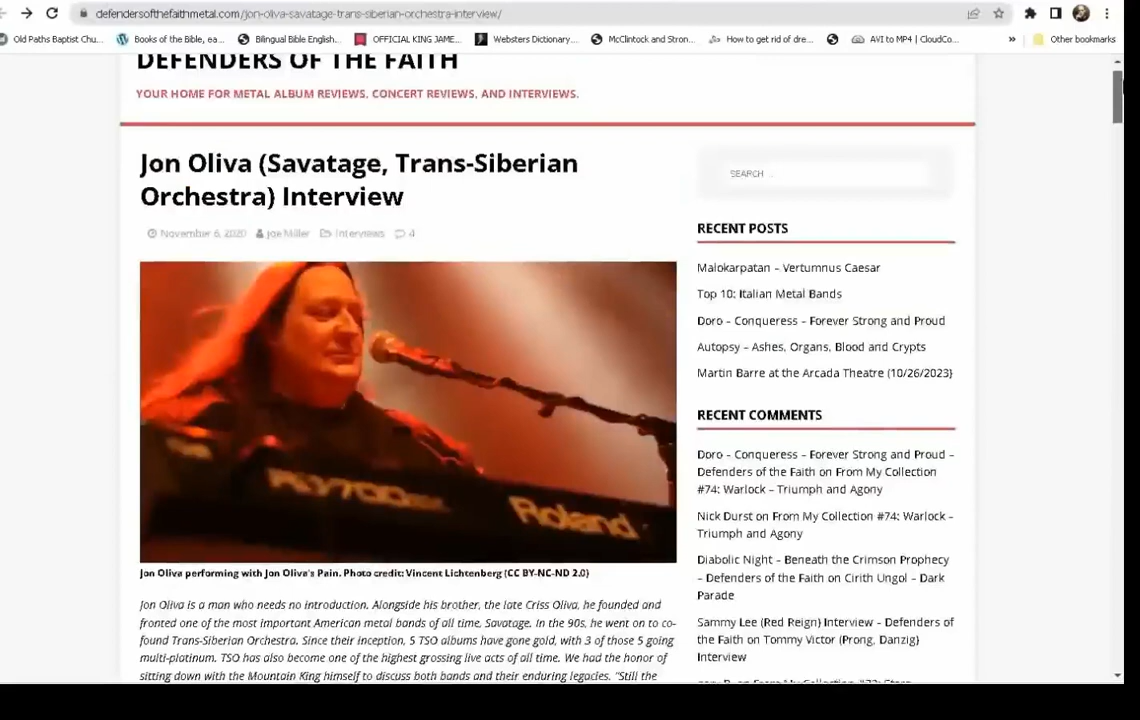 defendersofthefaithmetal.com/jon-oliva-savatage-trans-siberian-orchestra-interview/
Old Paths Baptist Chu...
Books of the Bible, ea...
Bilingual Bible English...
OFFICIAL KING JAME...
Websters Dictionary...
McClintock and Stron...
How to get rid of dre...
AVI to MP4 | CloudCo...
»
Other bookmarks
DEFENDERS OF THE FAITH
YOUR HOME FOR METAL ALBUM REVIEWS, CONCERT REVIEWS, AND INTERVIEWS.
Jon Oliva (Savatage, Trans-Siberian
Orchestra) Interview
November 6, 2020 Joe Miller Interviews 4
Roland
Jon Oliva performing with Jon Oliva's Pain. Photo credit: Vincent Lichtenberg (CC BY-NC-ND 2.0)
Jon Oliva is a man who needs no introduction. Alongside his brother, the late Criss Oliva, he founded and
fronted one of the most important American metal bands of all time, Savatage. In the 90s, he went on to co-
found Trans-Siberian Orchestra. Since their inception, 5 TSO albums have gone gold, with 3 of those 5 going
multi-platinum. TSO has also become one of the highest grossing live acts of all time. We had the honor of
sitting down with the Mountain King himself to discuss both bands and their enduring legacies. "Still the
SEARCH ...
RECENT POSTS
Malokarpatan – Vertumnus Caesar
Top 10: Italian Metal Bands
Doro – Conqueress – Forever Strong and Proud
Autopsy – Ashes, Organs, Blood and Crypts
Martin Barre at the Arcada Theatre (10/26/2023)
RECENT COMMENTS
Doro – Conqueress – Forever Strong and Proud –
Defenders of the Faith on From My Collection
#74: Warlock – Triumph and Agony
Nick Durst on From My Collection #74: Warlock –
Triumph and Agony
Diabolic Night – Beneath the Crimson Prophecy
– Defenders of the Faith on Cirith Ungol – Dark
Parade
Sammy Lee (Red Reign) Interview – Defenders of
the Faith on Tommy Victor (Prong, Danzig)
Interview